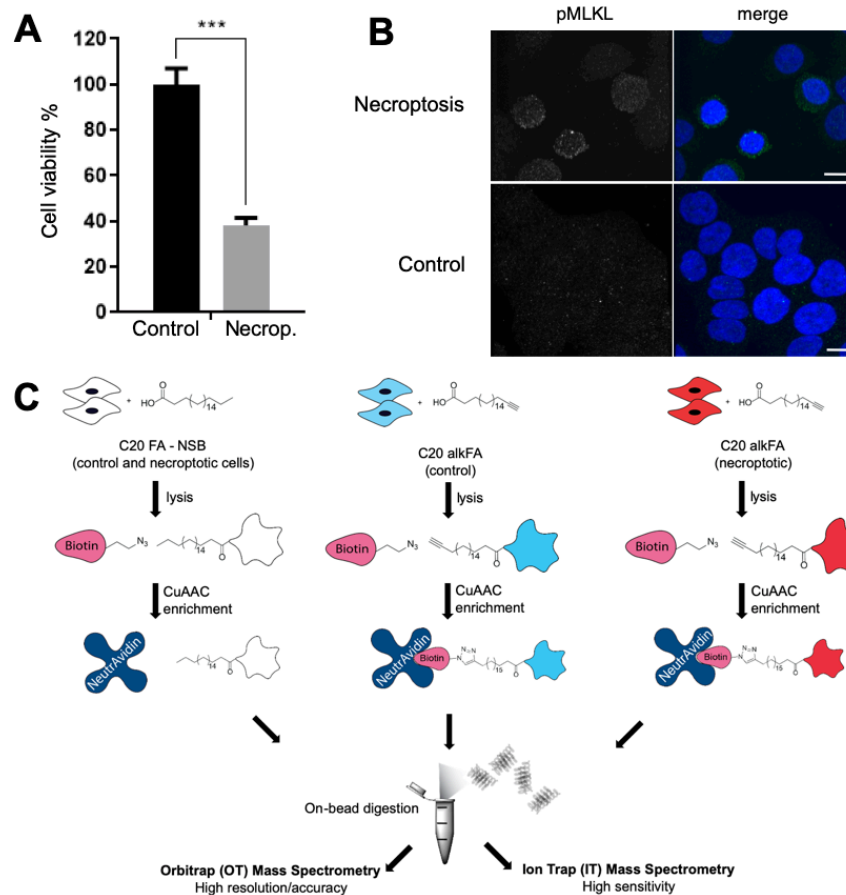 A
120
100
80
60
40
20
0
Cell viability %
***
Control
Necrop.
B
pMLKL
merge
Necroptosis
Control
C
O
HO
14
+
C20 FA - NSB
(control and necroptotic cells)
lysis
Biotin
N3
14
O
CuAAC
enrichment
NeutrAvidin
14
O
O
HO
14
+
C20 alkFA
(control)
lysis
Biotin
N3
14
O
CuAAC
enrichment
NeutrAvidin
Biotin
N
N=N
15
O
O
HO
14
+
C20 alkFA
(necroptotic)
lysis
Biotin
N3
14
O
CuAAC
enrichment
NeutrAvidin
Biotin
N
N=N
15
O
On-bead digestion
Orbitrap (OT) Mass Spectrometry
High resolution/accuracy
Ion Trap (IT) Mass Spectrometry
High sensitivity